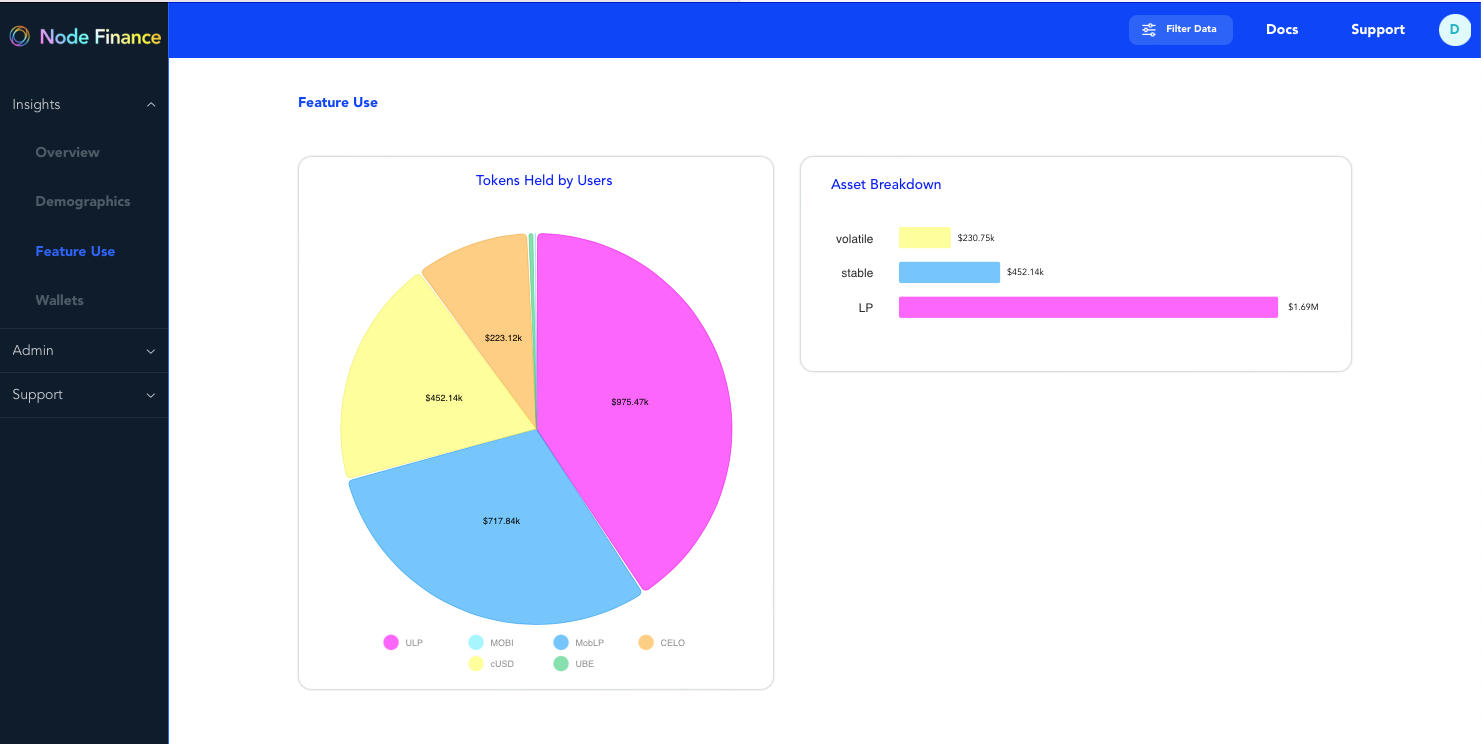 Node Finance
Filter Data
Docs
Support
D
Insights
Overview
Demographics
Feature Use
Wallets
Admin
Support
Feature Use
Tokens Held by Users
$223.12k
$452.14k
$975.47k
$717.84k
ULP
MOBI
MobLP
CELO
cUSD
UBE
Asset Breakdown
volatile $230.75k
stable $452.14k
LP $1.69M